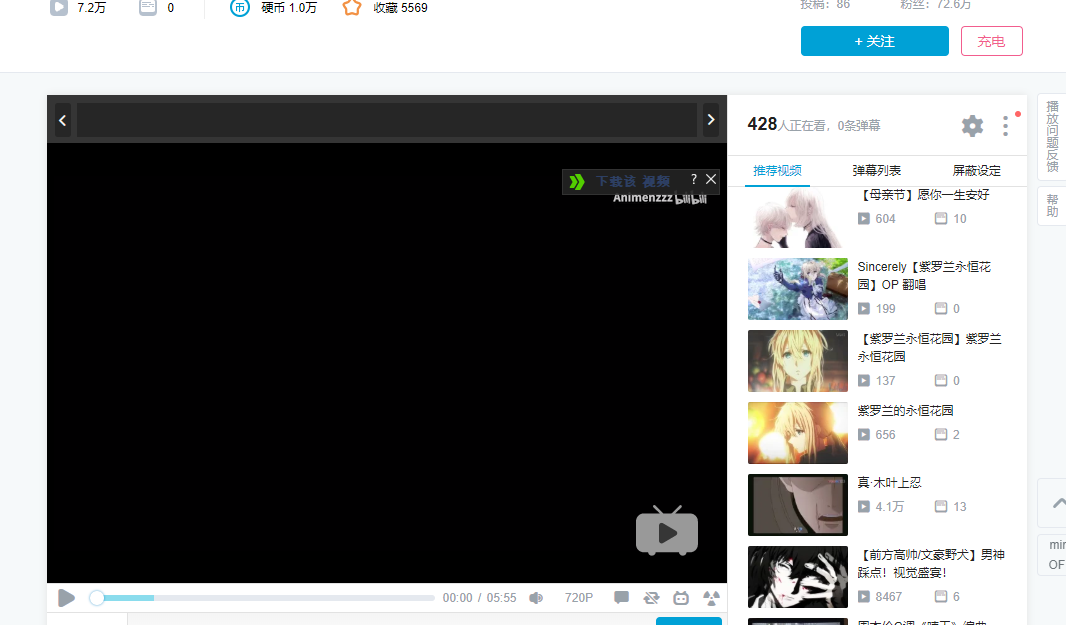 7.2万
0
硬币 1.0万
收藏 5569
投稿: 86
粉丝: 72.6万
+ 关注
充电
下载该 视频 ?
Animenzzz bilibili
00:00 / 05:55
720P
428人正在看，0条弹幕
推荐视频
弹幕列表
屏蔽设定
【母亲节】愿你一生安好
604
10
Sincerely【紫罗兰永恒花
园】OP 翻唱
199
0
【紫罗兰永恒花园】紫罗兰
永恒花园
137
0
紫罗兰的永恒花园
656
2
真·木叶上忍
4.1万
13
【前方高帅/文豪野犬】男神
踩点！视觉盛宴！
8467
6
播放问题反馈
帮助
min
OF